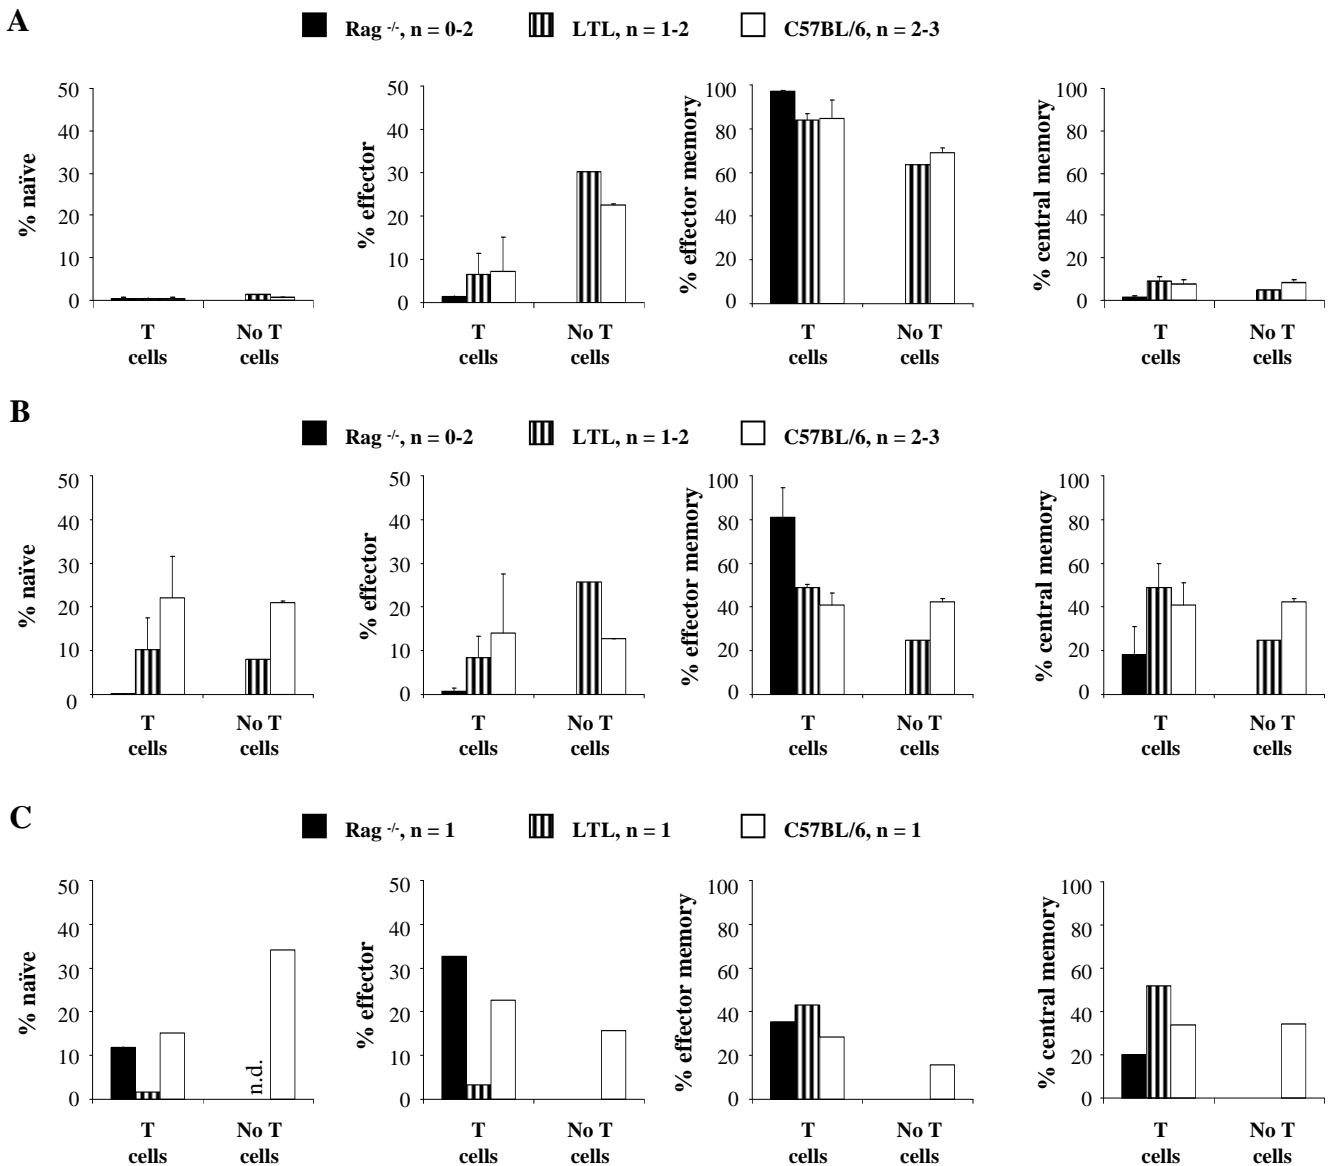 A
Rag -/-, n = 0-2 LTL, n = 1-2 C57BL/6, n = 2-3
% naïve
50
40
30
20
10
0
T cells
No T cells
% effector
50
40
30
20
10
0
T cells
No T cells
% effector memory
100
80
60
40
20
0
T cells
No T cells
% central memory
100
80
60
40
20
0
T cells
No T cells
B
Rag -/-, n = 0-2 LTL, n = 1-2 C57BL/6, n = 2-3
% naïve
50
40
30
20
10
0
T cells
No T cells
% effector
50
40
30
20
10
0
T cells
No T cells
% effector memory
100
80
60
40
20
0
T cells
No T cells
% central memory
100
80
60
40
20
0
T cells
No T cells
C
Rag -/-, n = 1 LTL, n = 1 C57BL/6, n = 1
% naïve
50
40
30
20
10
0
n.d.
T cells
No T cells
% effector
50
40
30
20
10
0
T cells
No T cells
% effector memory
100
80
60
40
20
0
T cells
No T cells
% central memory
100
80
60
40
20
0
T cells
No T cells